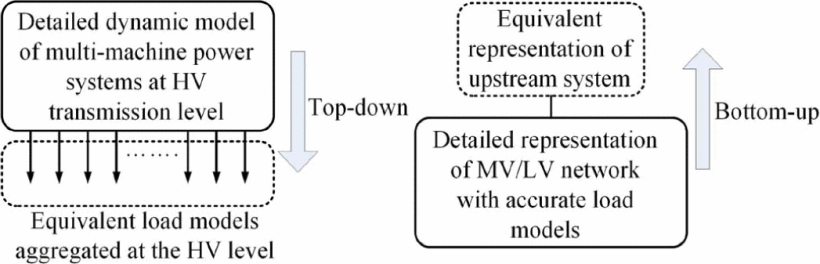 Detailed dynamic model
of multi-machine power
systems at HV
transmission level
Top-down
Equivalent load models
aggregated at the HV level
Equivalent
representation of
upstream system
Bottom-up
Detailed representation
of MV/LV network
with accurate load
models